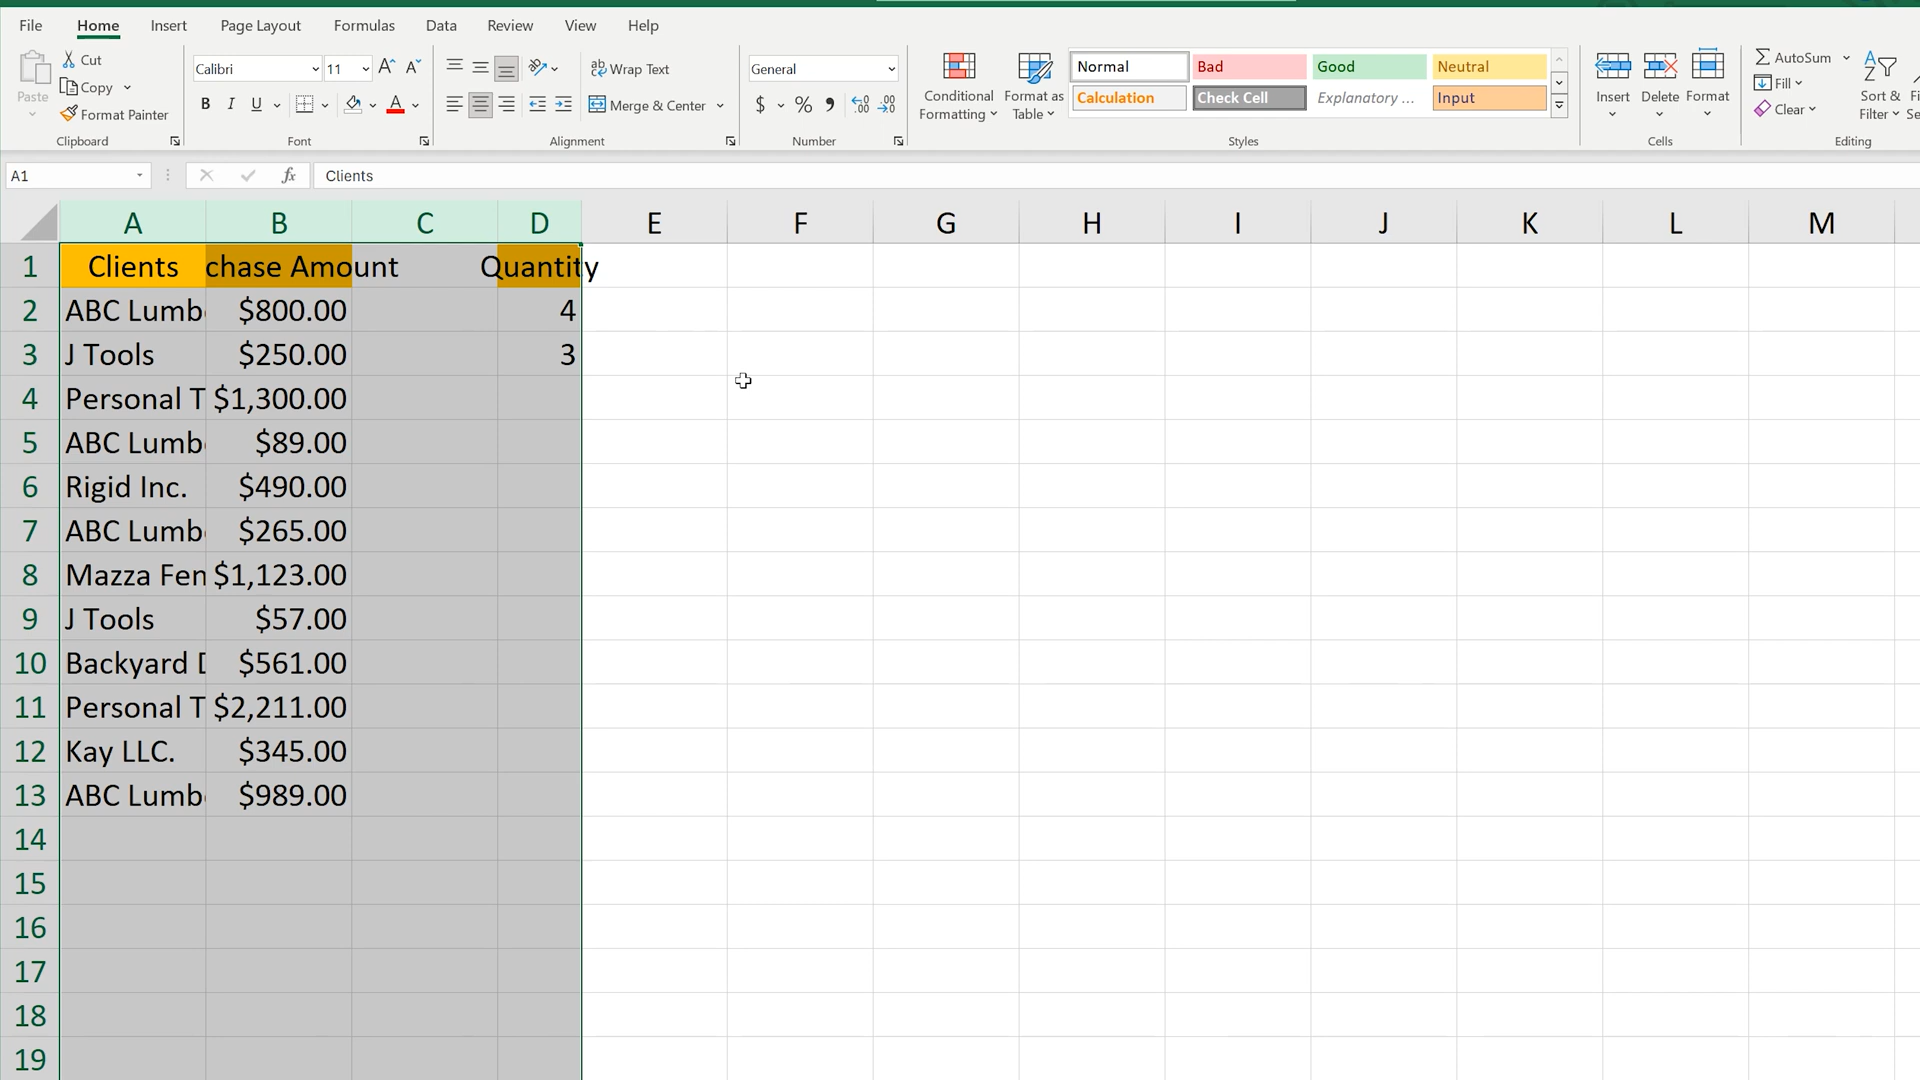 File Home Insert Page Layout Formulas Data Review View Help
Paste
Cut
Copy
Format Painter
Clipboard
Calibri 11 A A
B I U A
Font
ab Wrap Text
Merge & Center
Alignment
General
$ % 9 .00 .00
Number
Conditional Formatting
Format as Table
Normal Bad Good Neutral
Calculation Check Cell Explanatory ... Input
Styles
Insert Delete Format
Cells
AutoSum
Fill
Clear
Sort & Filter
Editing
A1 fx Clients
A B C D E F G H I J K L M
1 Clients chase Amount Quantity
2 ABC Lumb $800.00 4
3 J Tools $250.00 3
4 Personal T $1,300.00
5 ABC Lumb $89.00
6 Rigid Inc. $490.00
7 ABC Lumb $265.00
8 Mazza Fen $1,123.00
9 J Tools $57.00
10 Backyard $561.00
11 Personal T $2,211.00
12 Kay LLC. $345.00
13 ABC Lumb $989.00
14
15
16
17
18
19